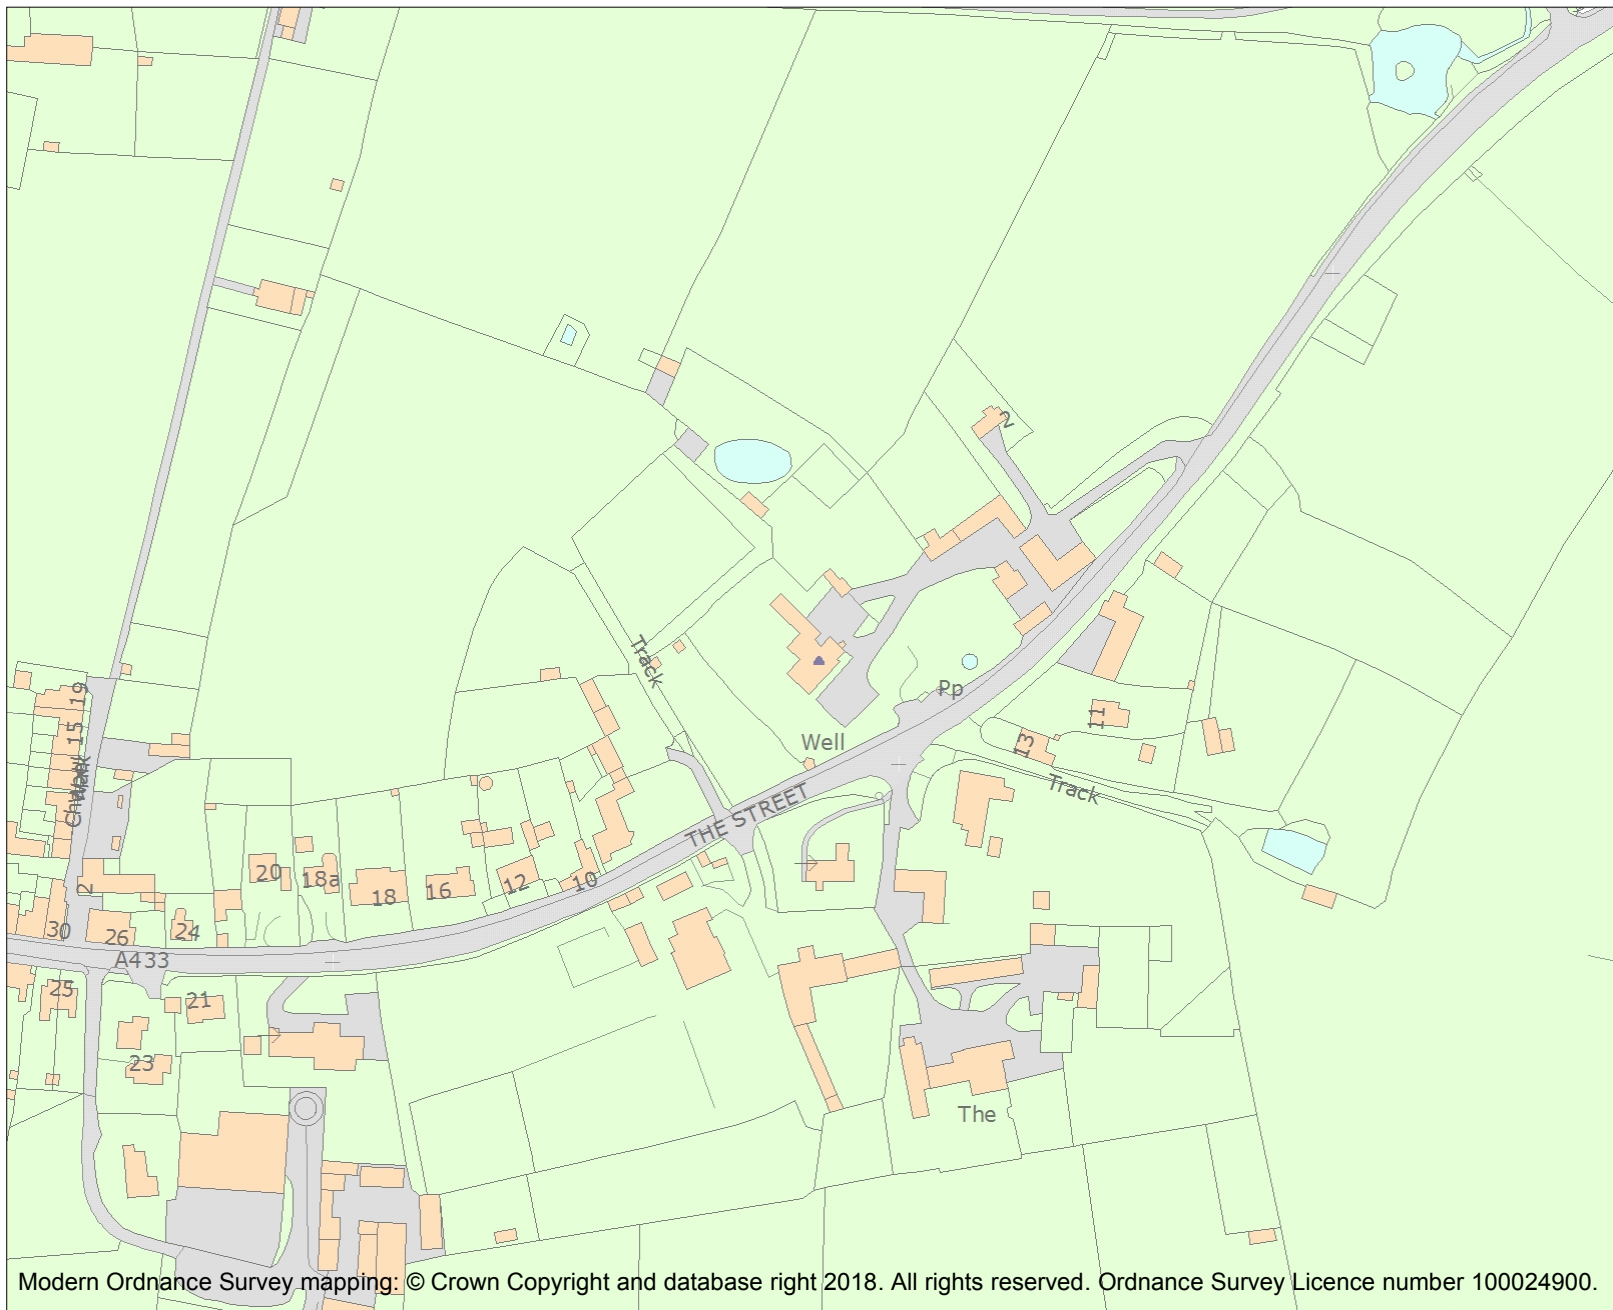 2
19
Track
Pp
15
11
Well
13
Walk
Track
THE STREET
20
18a
12
10
2
18
16
30
26
24
A433
25
21
23
The
Modern Ordnance Survey mapping: © Crown Copyright and database right 2018. All rights reserved. Ordnance Survey Licence number 100024900.